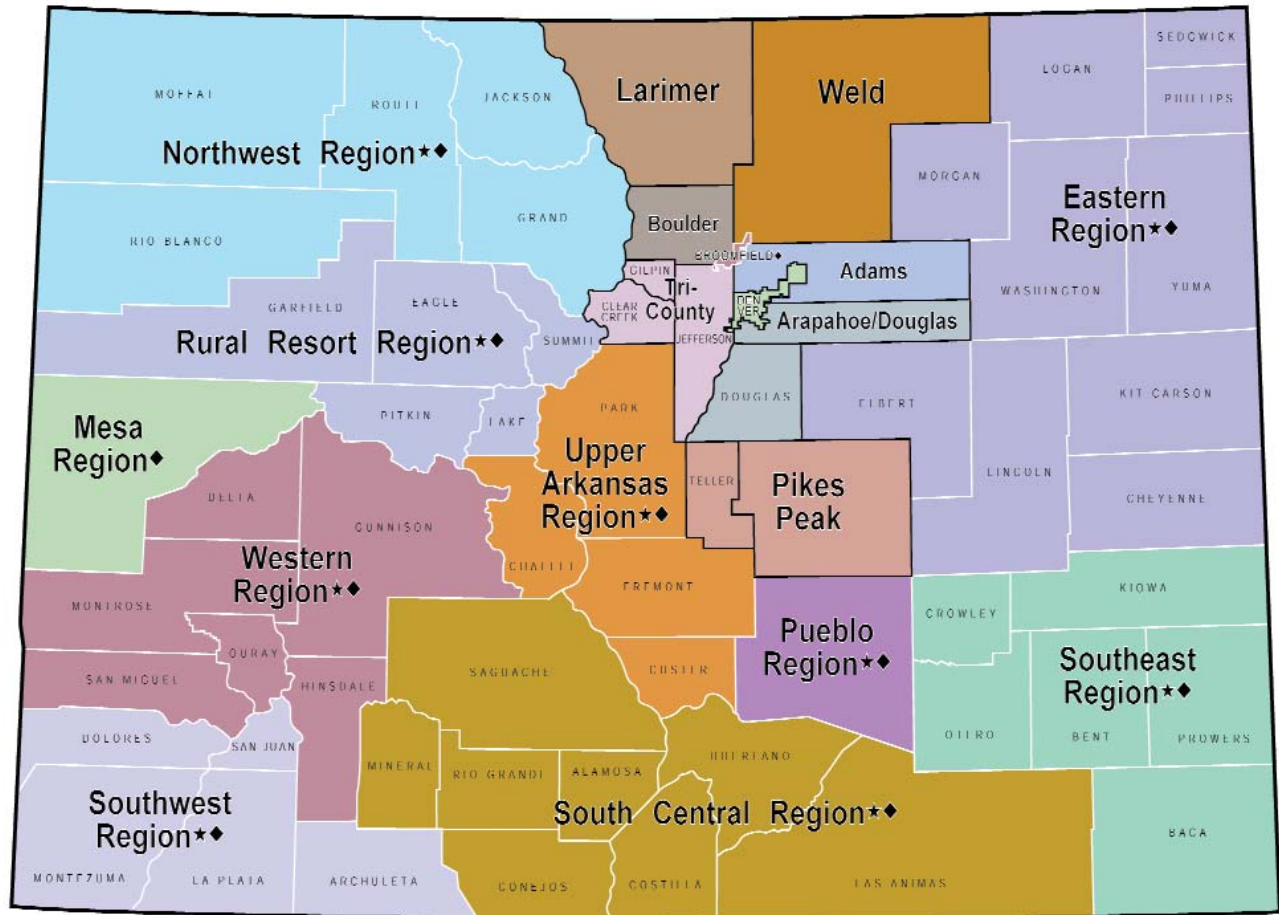 SEDGWICK
LOGAN
PHILLIPS
MOFFAT
ROUTT
JACKSON
Larimer
Weld
Northwest Region★◆
MORGAN
Eastern
Region★◆
RIO BLANCO
GRAND
Boulder
BROOMFIELD◆
GILPIN
Adams
WASHINGTON
YUMA
GARFIELD
EAGLE
CLEAR
CREEK
Tri-
County
DEN
VER
Arapahoe/Douglas
Rural Resort Region★◆
SUMMIT
JEFFERSON
PITKIN
LAKE
PARK
DOUGLAS
ELBERT
KIT CARSON
Mesa
Region◆
Upper
Arkansas
Region★◆
TELLER
Pikes
Peak
LINCOLN
CHEYENNE
DELTA
GUNNISON
Western
Region★◆
CHAFFEE
FREMONT
MONTROSE
OURAY
CROWLEY
KIOWA
Pueblo
Region★◆
SAN MIGUEL
HINSDALE
SAGUACHE
CUSTER
Southeast
Region★◆
DOLORES
SAN JUAN
OTERO
BENT
PROWERS
MINERAL
RIO GRANDE
ALAMOSA
HUERFANO
Southwest
Region★◆
South Central Region★◆
BACA
MONTEZUMA
LA PLATA
ARCHULETA
CONEJOS
COSTILLA
LAS ANIMAS